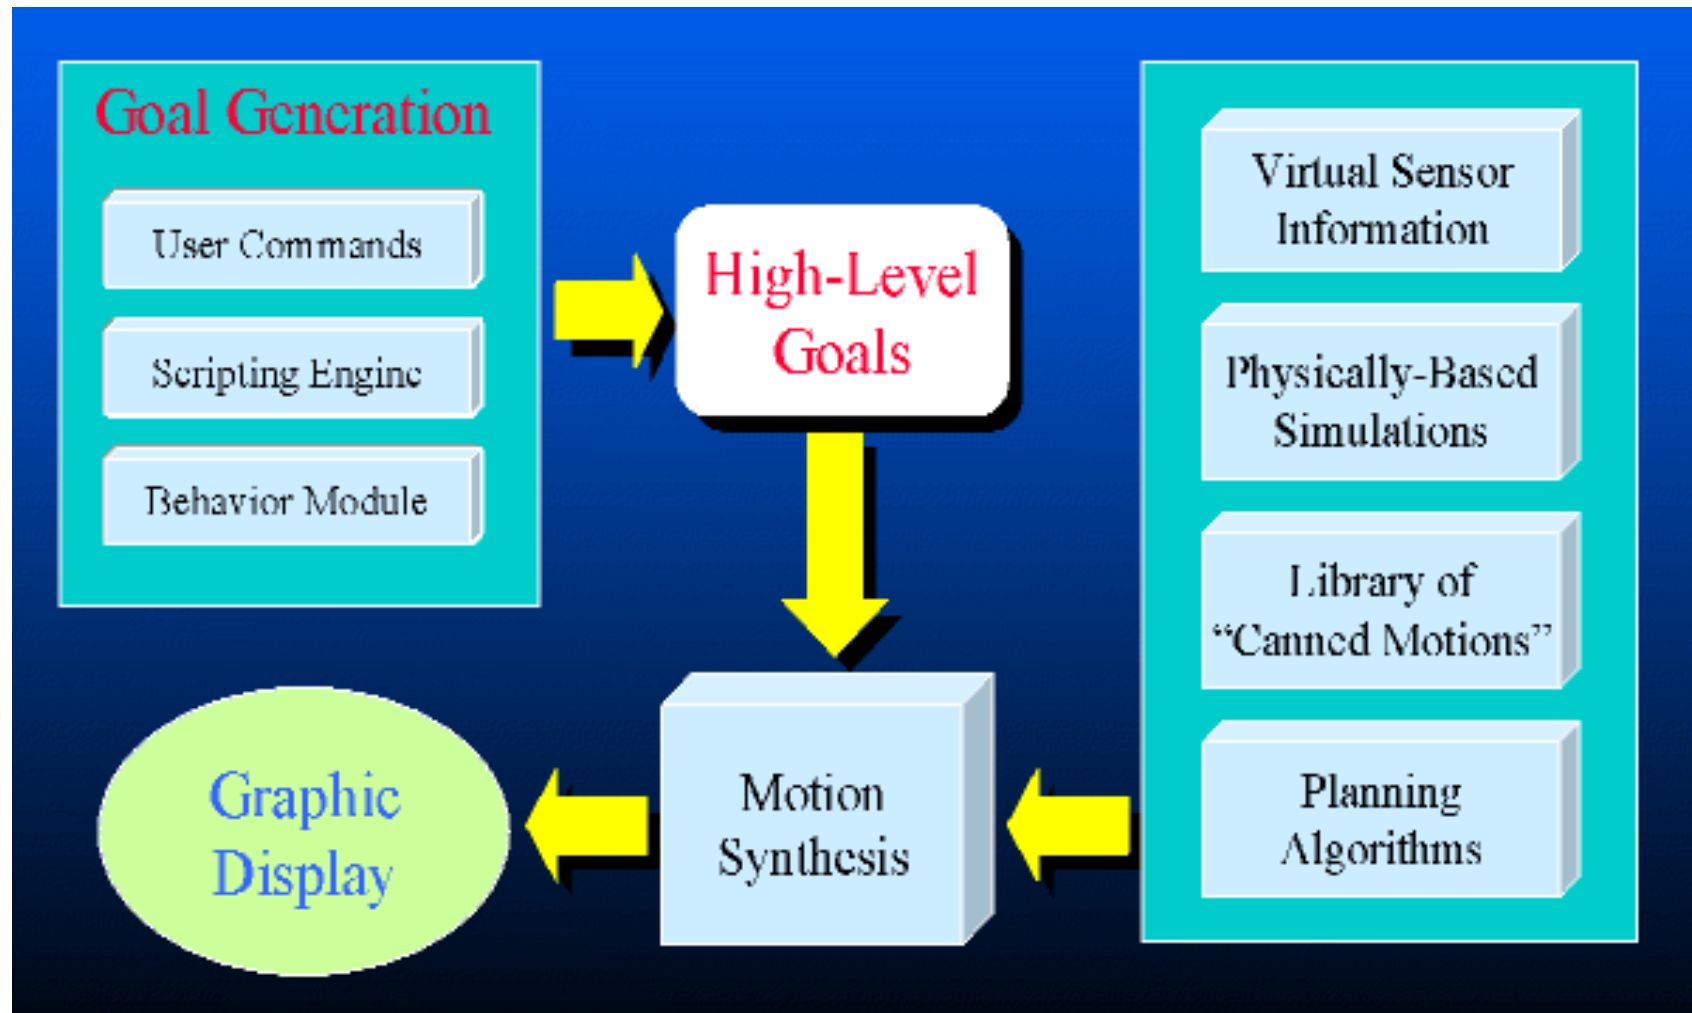 Goal Generation
User Commands
Scripting Engine
Behavior Module
High-Level
Goals
Virtual Sensor
Information
Physically-Based
Simulations
Library of
“Canned Motions”
Planning
Algorithms
Motion
Synthesis
Graphic
Display